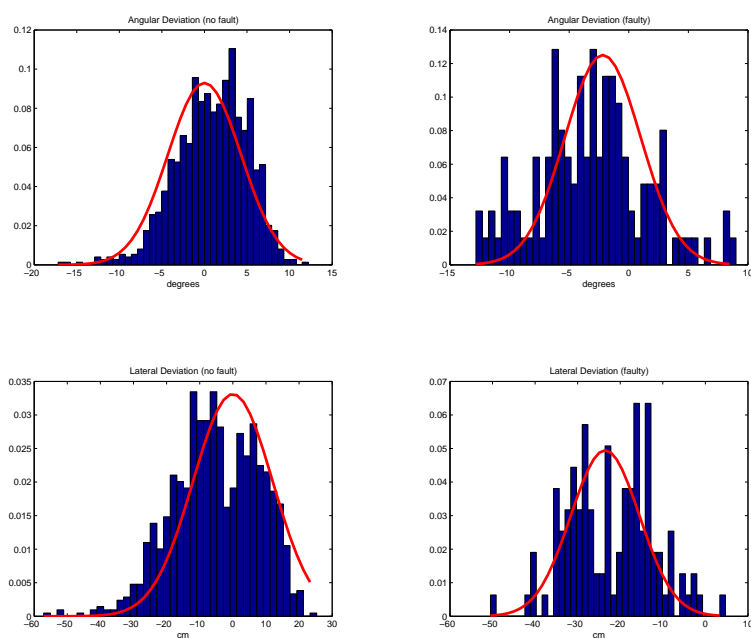 Angular Deviation (no fault)
0.12
0.1
0.08
0.06
0.04
0.02
0
−20 −15 −10 −5 0 5 10 15
degrees
Angular Deviation (faulty)
0.14
0.12
0.1
0.08
0.06
0.04
0.02
0
−15 −10 −5 0 5 10
degrees
Lateral Deviation (no fault)
0.035
0.03
0.025
0.02
0.015
0.01
0.005
0
−60 −50 −40 −30 −20 −10 0 10 20 30
cm
Lateral Deviation (faulty)
0.07
0.06
0.05
0.04
0.03
0.02
0.01
0
−60 −50 −40 −30 −20 −10 0 10
cm